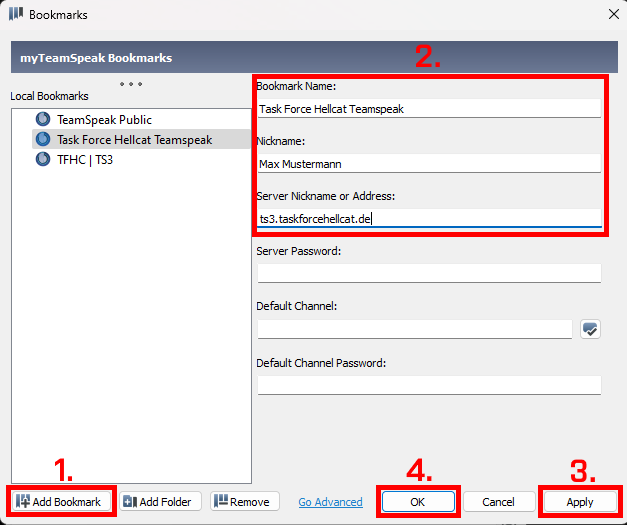 Bookmarks
myTeamSpeak Bookmarks
2.
Local Bookmarks
TeamSpeak Public
Task Force Hellcat Teamspeak
TFHC | TS3
Bookmark Name:
Task Force Hellcat Teamspeak
Nickname:
Max Mustermann
Server Nickname or Address:
ts3.taskforcehellcat.de
Server Password:
Default Channel:
Default Channel Password:
1.
4.
3.
Add Bookmark
Add Folder
Remove
Go Advanced
OK
Cancel
Apply